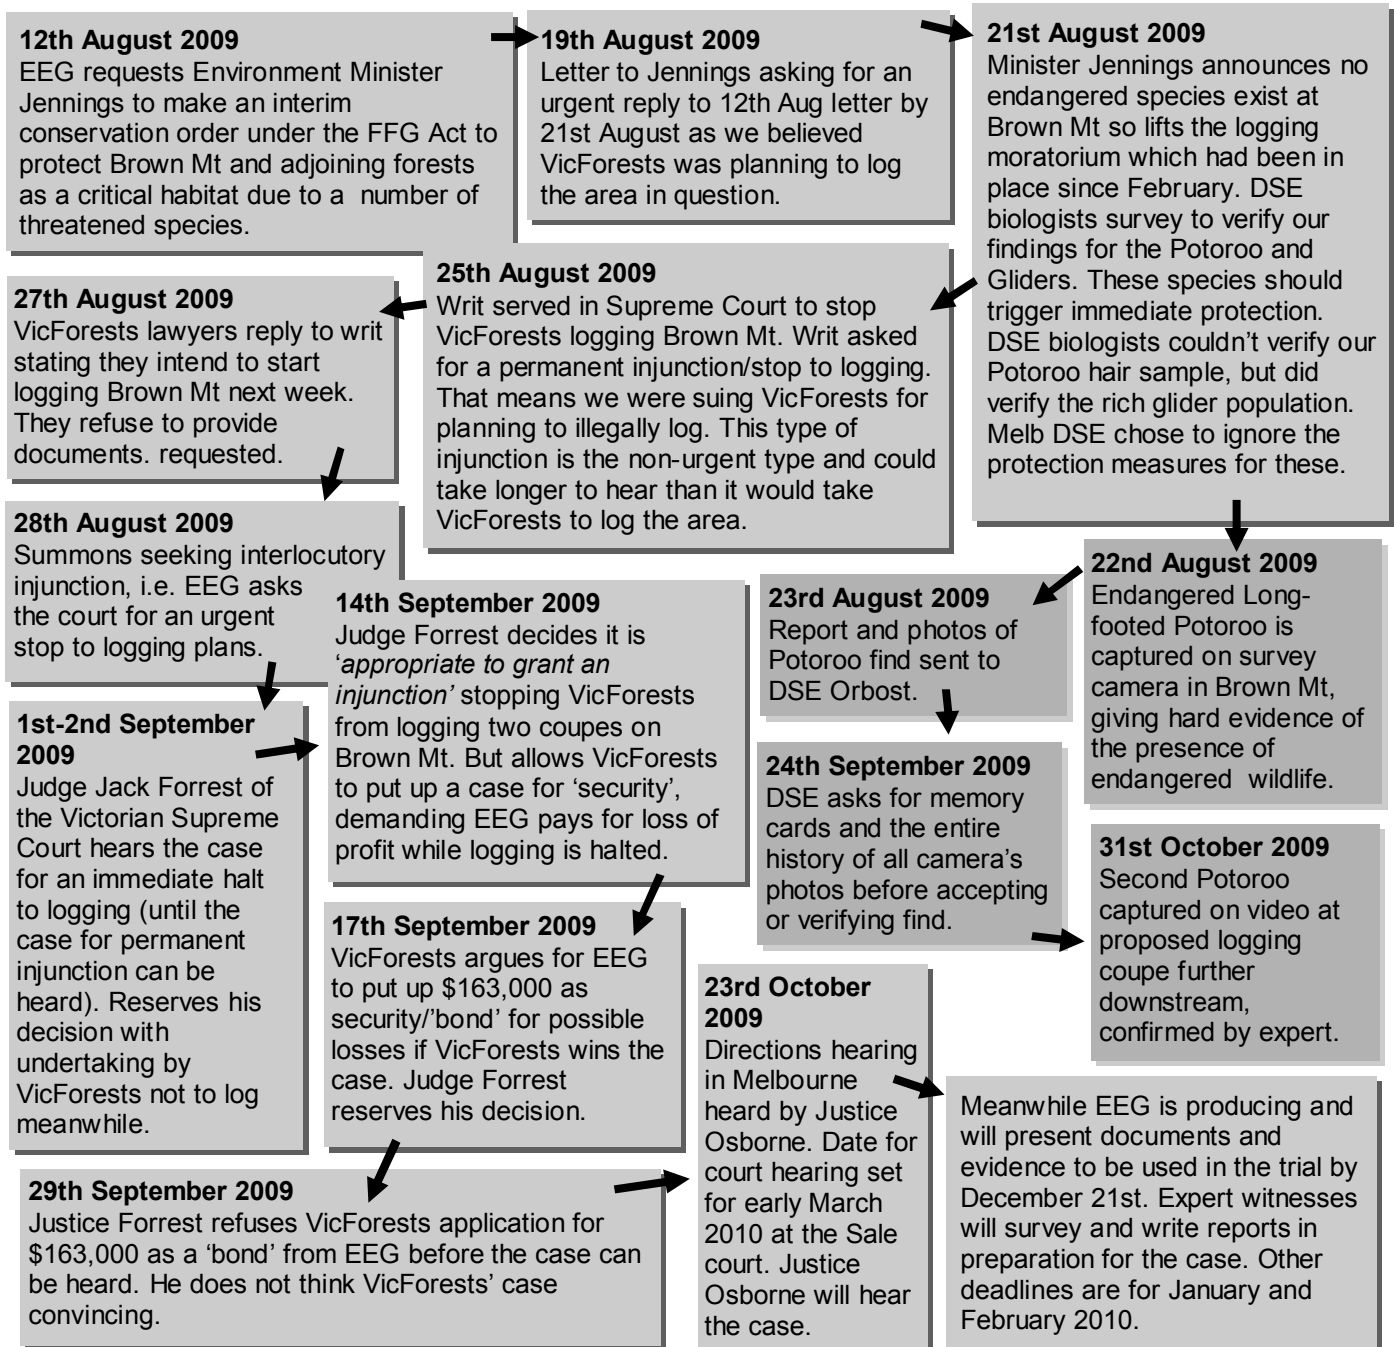 12th August 2009
EEG requests Environment Minister
Jennings to make an interim
conservation order under the FFG Act to
protect Brown Mt and adjoining forests
as a critical habitat due to a number of
threatened species.
19th August 2009
Letter to Jennings asking for an
urgent reply to 12th Aug letter by
21st August as we believed
VicForests was planning to log
the area in question.
21st August 2009
Minister Jennings announces no
endangered species exist at
Brown Mt so lifts the logging
moratorium which had been in
place since February. DSE
biologists survey to verify our
findings for the Potoroo and
Gliders. These species should
trigger immediate protection.
DSE biologists couldn't verify our
Potoroo hair sample, but did
verify the rich glider population.
Melb DSE chose to ignore the
protection measures for these.
25th August 2009
Writ served in Supreme Court to stop
VicForests logging Brown Mt. Writ asked
for a permanent injunction/stop to logging.
That means we were suing VicForests for
planning to illegally log. This type of
injunction is the non-urgent type and could
take longer to hear than it would take
VicForests to log the area.
27th August 2009
VicForests lawyers reply to writ
stating they intend to start
logging Brown Mt next week.
They refuse to provide
documents. requested.
28th August 2009
Summons seeking interlocutory
injunction, i.e. EEG asks
the court for an urgent
stop to logging plans.
1st-2nd September
2009
Judge Jack Forrest of
the Victorian Supreme
Court hears the case
for an immediate halt
to logging (until the
case for permanent
injunction can be
heard). Reserves his
decision with
undertaking by
VicForests not to log
meanwhile.
14th September 2009
Judge Forrest decides it is
'appropriate to grant an
injunction' stopping VicForests
from logging two coupes on
Brown Mt. But allows VicForests
to put up a case for 'security',
demanding EEG pays for loss of
profit while logging is halted.
17th September 2009
VicForests argues for EEG
to put up $163,000 as
security/'bond' for possible
losses if VicForests wins the
case. Judge Forrest
reserves his decision.
29th September 2009
Justice Forrest refuses VicForests application for
$163,000 as a 'bond' from EEG before the case can
be heard. He does not think VicForests' case
convincing.
23rd October
2009
Directions hearing
in Melbourne
heard by Justice
Osborne. Date for
court hearing set
for early March
2010 at the Sale
court. Justice
Osborne will hear
the case.
Meanwhile EEG is producing and
will present documents and
evidence to be used in the trial by
December 21st. Expert witnesses
will survey and write reports in
preparation for the case. Other
deadlines are for January and
February 2010.
22nd August 2009
Endangered Long-
footed Potoroo is
captured on survey
camera in Brown Mt,
giving hard evidence of
the presence of
endangered wildlife.
23rd August 2009
Report and photos of
Potoroo find sent to
DSE Orbost.
24th September 2009
DSE asks for memory
cards and the entire
history of all camera's
photos before accepting
or verifying find.
31st October 2009
Second Potoroo
captured on video at
proposed logging
coupe further
downstream,
confirmed by expert.